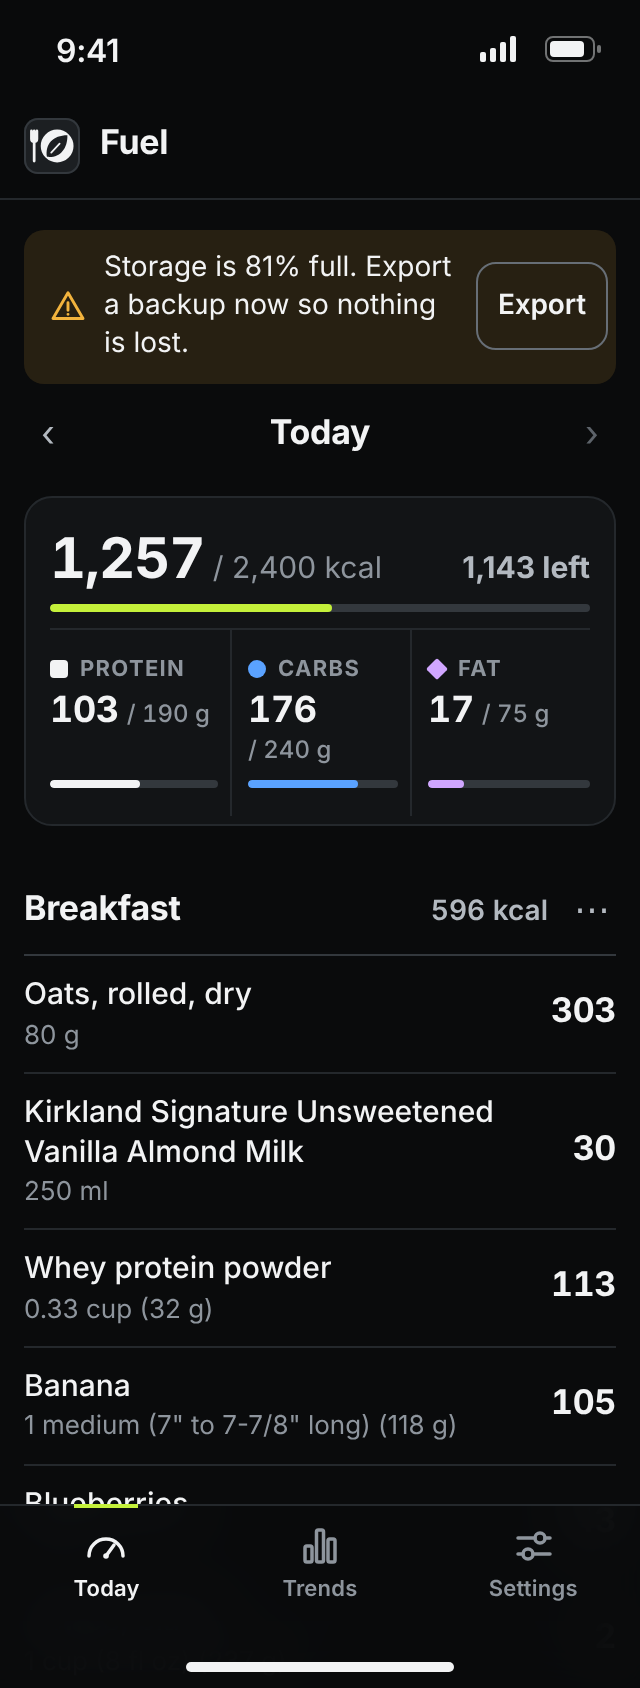 9:41
Fuel
Storage is 81% full. Export
a backup now so nothing
is lost.
Export
‹ Today ›
1,257 / 2,400 kcal 1,143 left
PROTEIN CARBS FAT
103 / 190 g 176 17 / 75 g
/ 240 g
Breakfast 596 kcal ...
Oats, rolled, dry
80 g
303
Kirkland Signature Unsweetened
Vanilla Almond Milk
250 ml
30
Whey protein powder
0.33 cup (32 g)
113
Banana
1 medium (7" to 7-7/8" long) (118 g)
105
Blueberries
Today Trends Settings